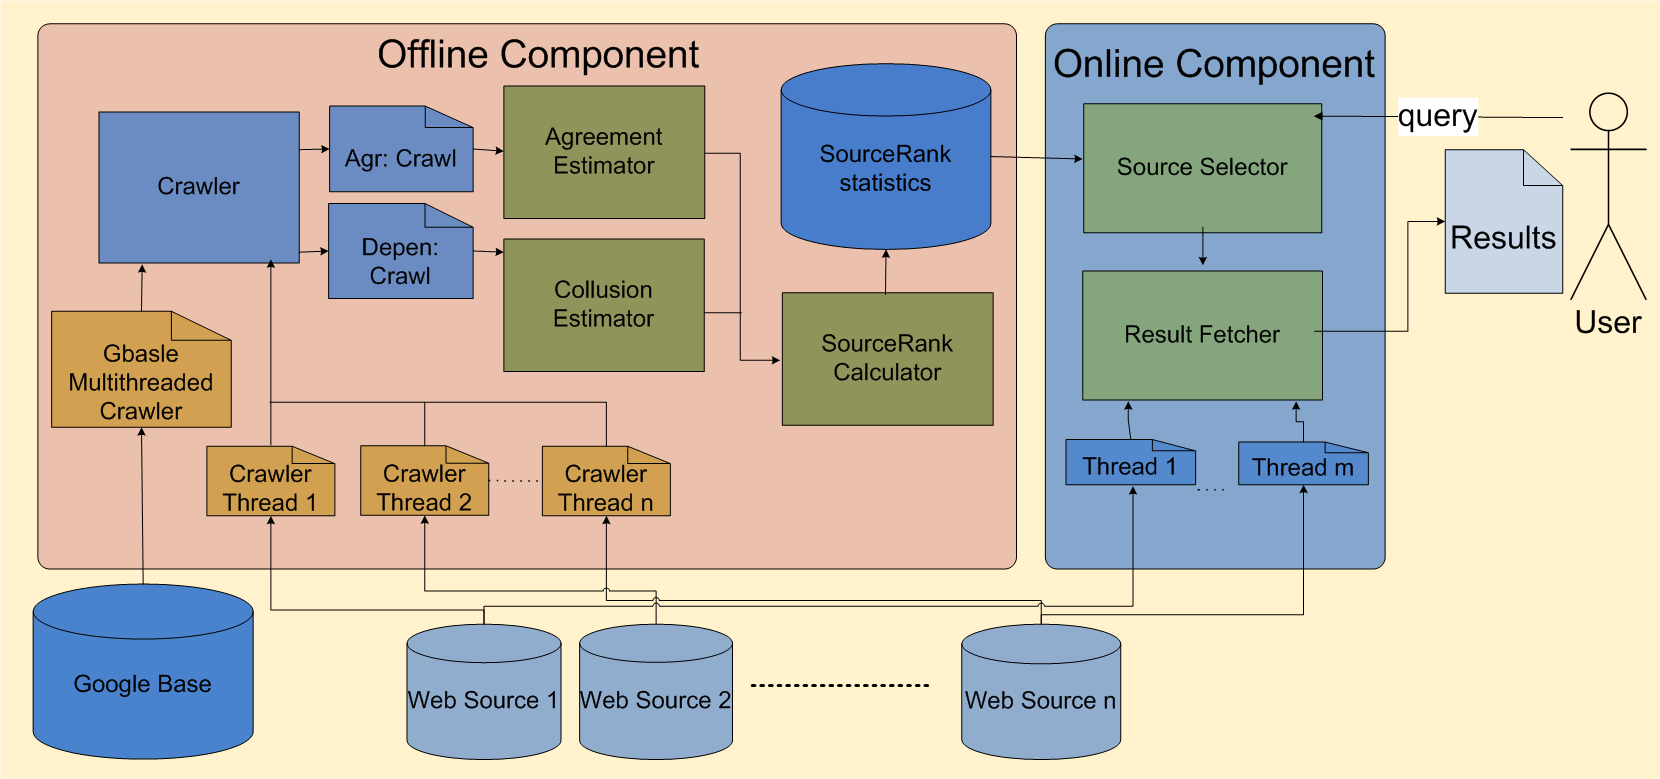 Offline Component
Crawler
Agr: Crawl
Depen:
Crawl
Agreement
Estimator
Collusion
Estimator
SourceRank
statistics
SourceRank
Calculator
Gbasle
Multithreaded
Crawler
Crawler
Thread 1
Crawler
Thread 2
Crawler
Thread n
Online Component
Source Selector
Result Fetcher
Thread 1
Thread m
query
Results
User
Google Base
Web Source 1
Web Source 2
Web Source n